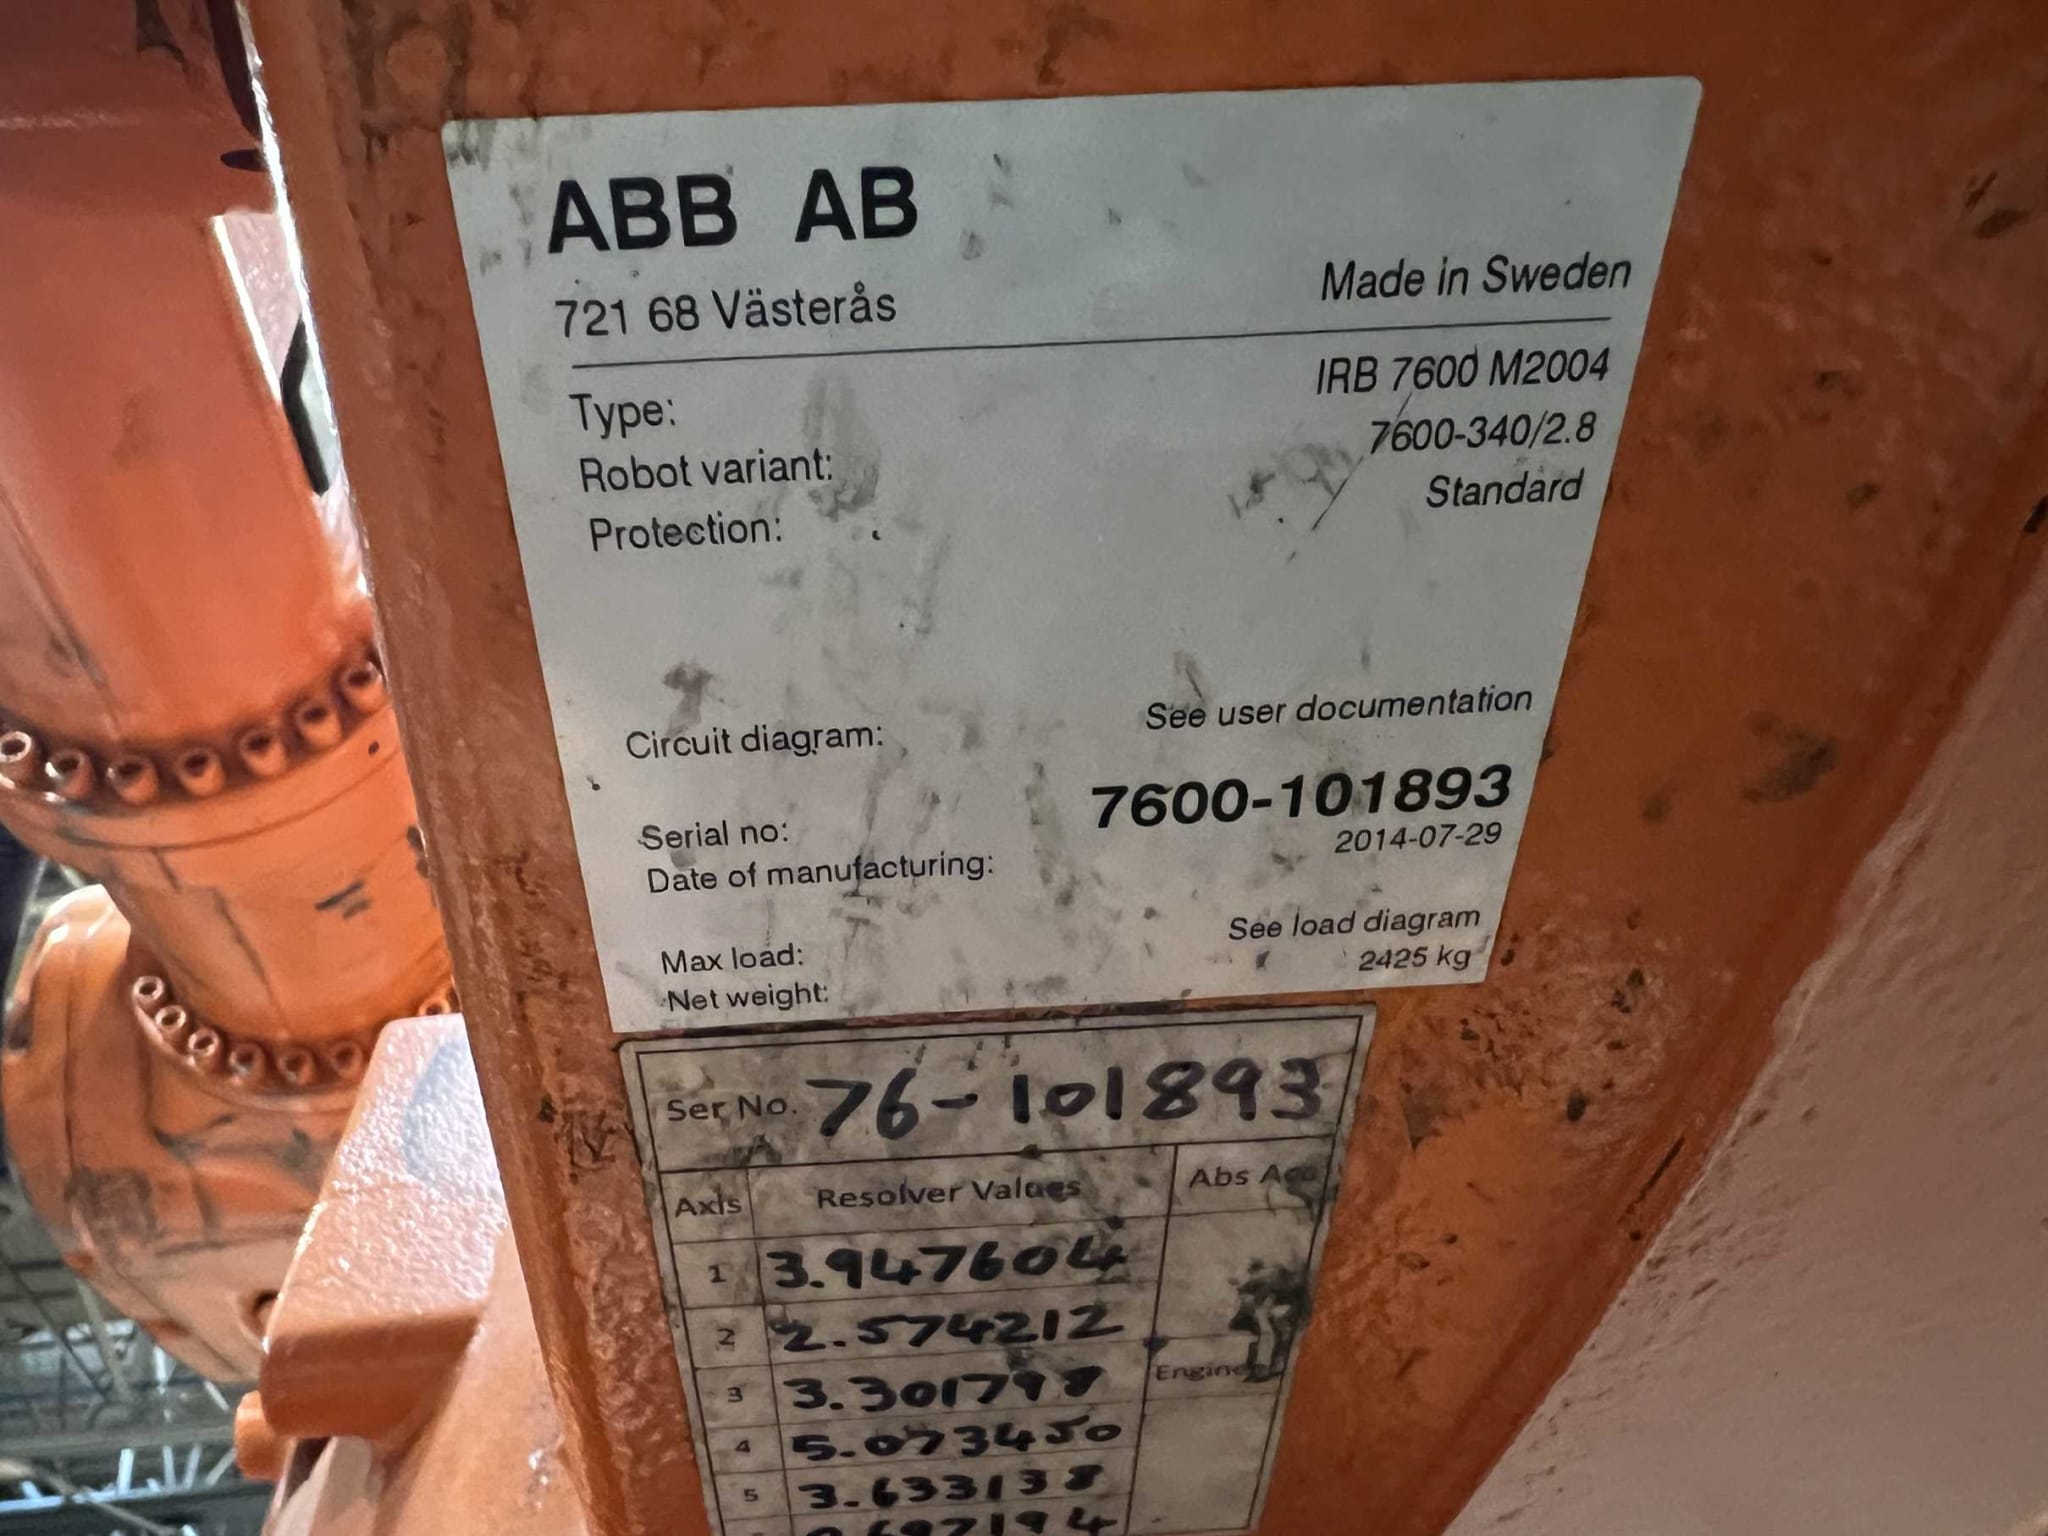 ABB AB
721 68 Västerås
Made in Sweden
Type: IRB 7600 M2004
Robot variant: 7600-340/2.8
Protection: Standard
Circuit diagram: See user documentation
Serial no: 7600-101893
Date of manufacturing: 2014-07-29
Max load: See load diagram
Net weight: 2425 kg
Ser No. 76-101893
Axis Resolver Values Abs
1 3.947604
2 2.574212
3 3.301798
4 5.073450
5 3.633138